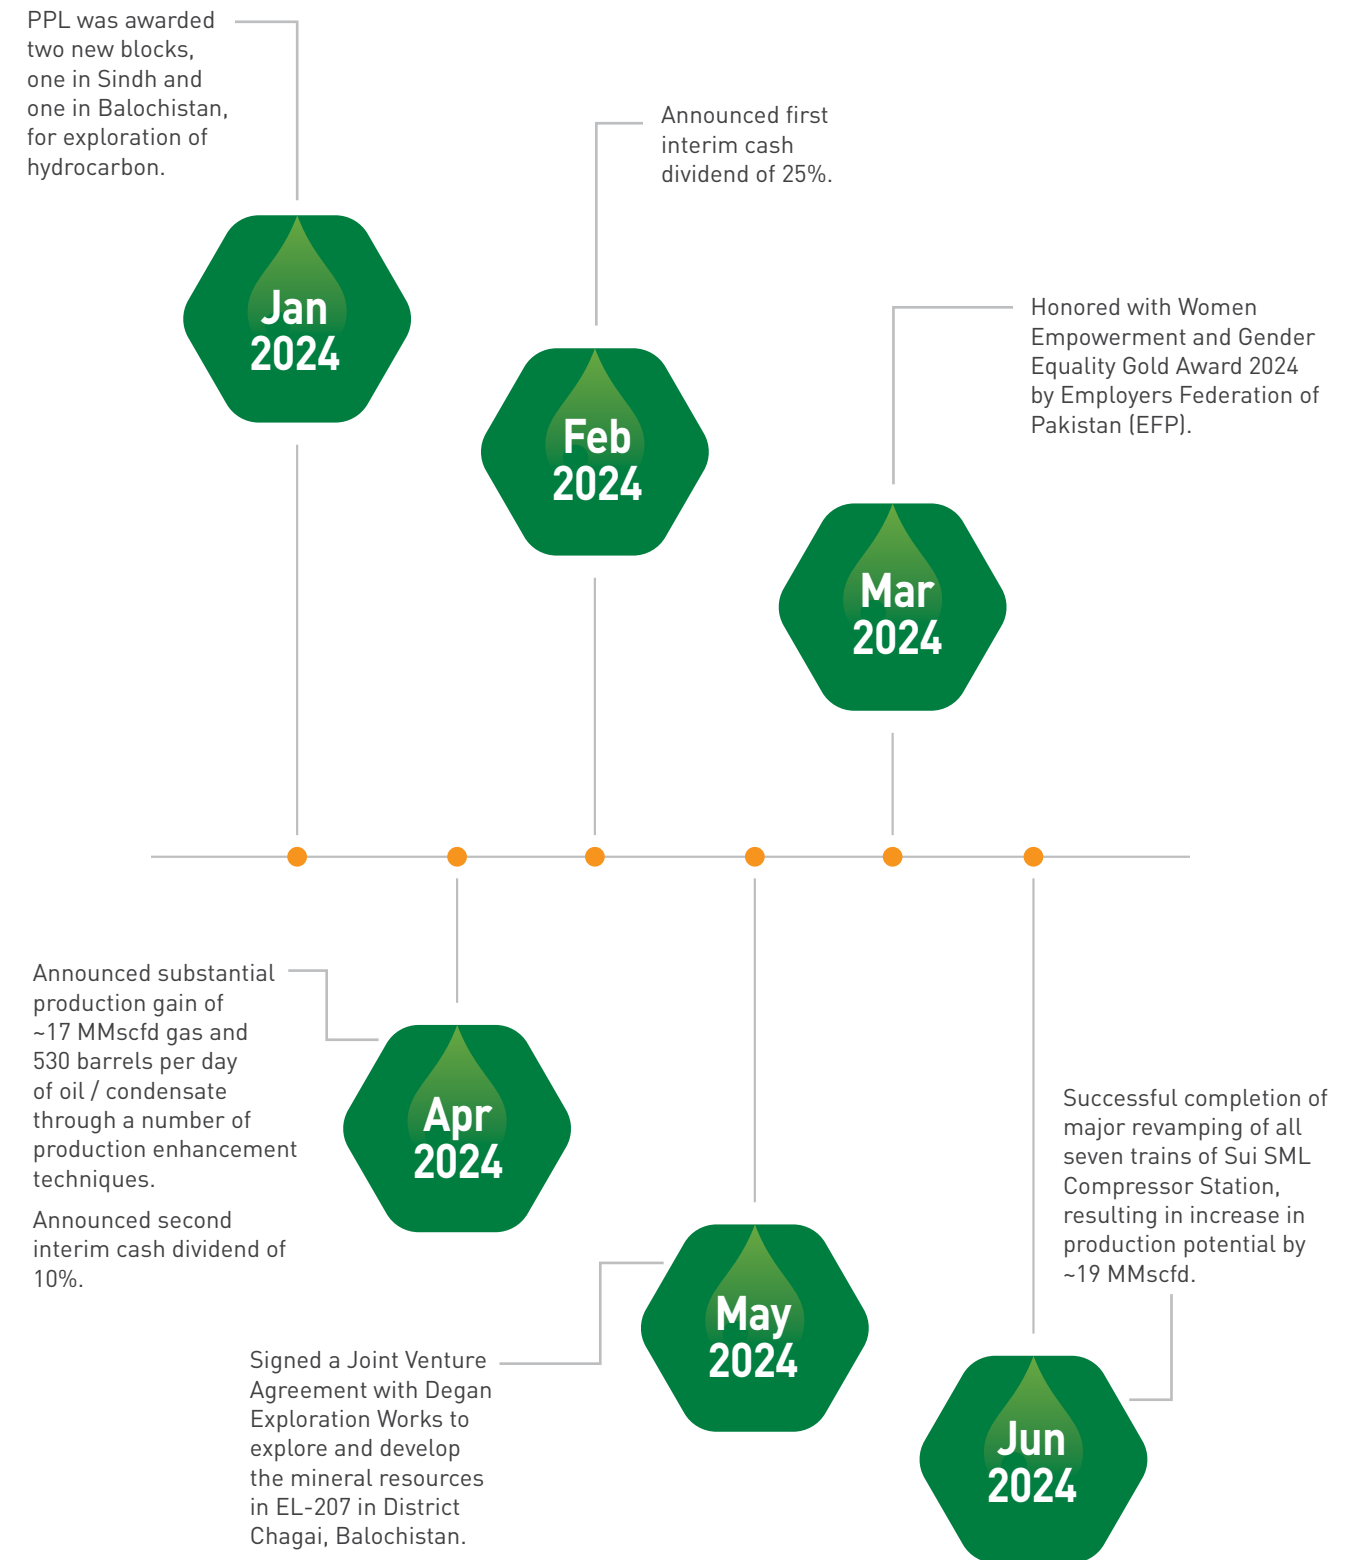 PPL was awarded
two new blocks,
one in Sindh and
one in Balochistan,
for exploration of
hydrocarbon.
Jan
2024
Announced first
interim cash
dividend of 25%.
Feb
2024
Honored with Women
Empowerment and Gender
Equality Gold Award 2024
by Employers Federation of
Pakistan (EFP).
Mar
2024
Announced substantial
production gain of
~17 MMscfd gas and
530 barrels per day
of oil / condensate
through a number of
production enhancement
techniques.
Announced second
interim cash dividend of
10%.
Apr
2024
Signed a Joint Venture
Agreement with Degan
Exploration Works to
explore and develop
the mineral resources
in EL-207 in District
Chagai, Balochistan.
May
2024
Successful completion of
major revamping of all
seven trains of Sui SML
Compressor Station,
resulting in increase in
production potential by
~19 MMscfd.
Jun
2024